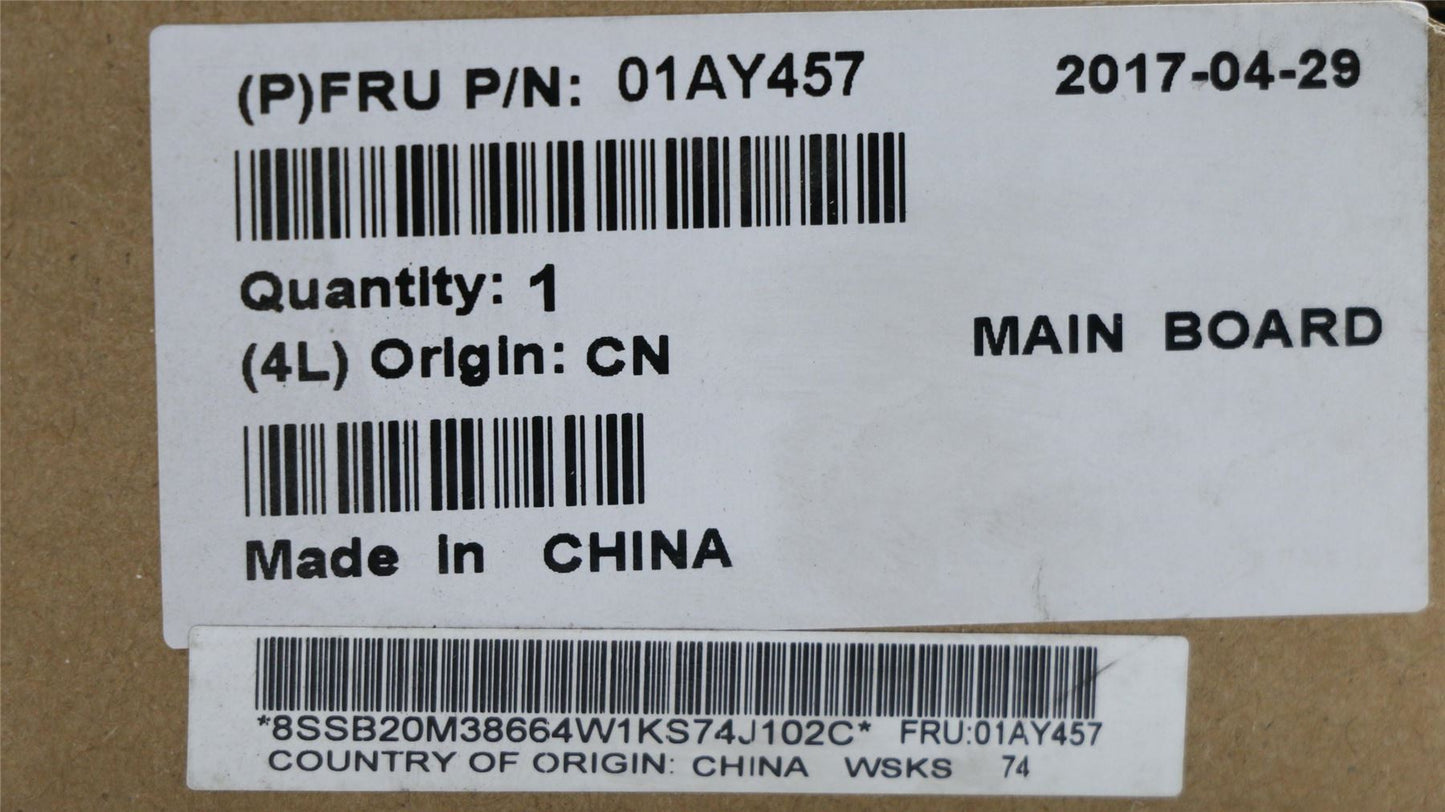 (P)FRU P/N: 01AY457 2017-04-29
Quantity: 1
(4L) Origin: CN
MAIN BOARD
Made in CHINA
*8SSB20M38664W1KS74J102C* FRU:01AY457
COUNTRY OF ORIGIN: CHINA WSKS 74